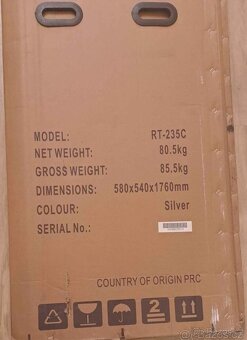 MODEL: RT-235C
NET WEIGHT: 80.5kg
GROSS WEIGHT: 85.5kg
DIMENSIONS: 580x540x1760mm
COLOUR: Silver
SERIAL No.:
COUNTRY OF ORIGIN PRC
2